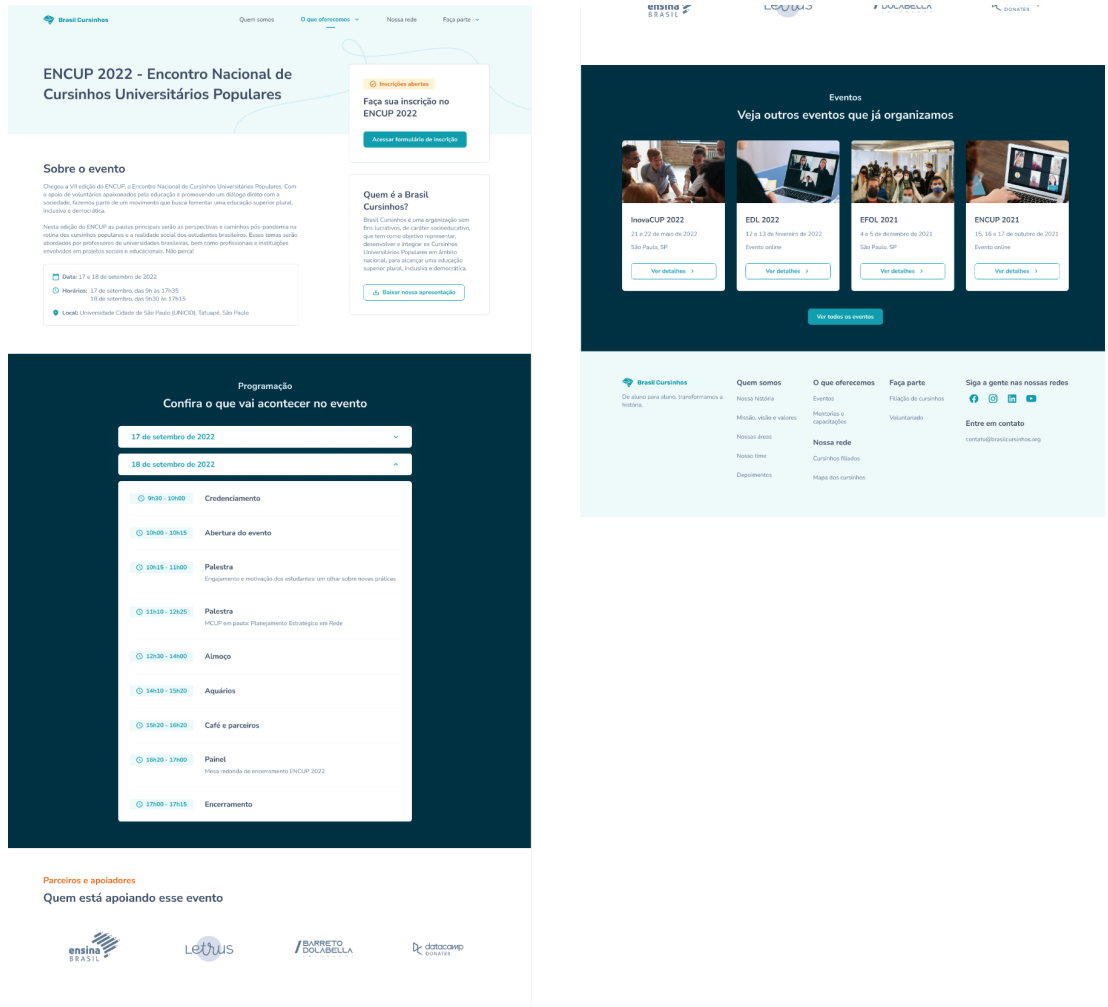 Brasil Cursinhos
Quem somos
O que oferecemos
Nossa rede
Faça parte
ENCUP 2022 - Encontro Nacional de
Cursinhos Universitários Populares
Inscrições abertas
Faça sua inscrição no
ENCUP 2022
Acessar formulário de inscrição
Sobre o evento
Chegou a VII edição do ENCUP, o Encontro Nacional de Cursinhos Universitários Populares. Com
o apoio de voluntários apaixonados pela educação e promovendo um diálogo direto com a
sociedade, fazemos parte de um movimento que busca fomentar uma educação superior plural,
inclusiva e democrática.
Nesta edição do ENCUP as pautas principais serão as perspectivas e caminhos pós-pandemia na
rotina dos cursinhos populares e a realidade social dos estudantes brasileiros. Esses temas serão
abordados por professores de universidades brasileiras, bem como profissionais e instituições
envolvidos em projetos sociais e educacionais. Não perca!
Data: 17 e 18 de setembro de 2022
Horários: 17 de setembro, das 9h às 17h35
18 de setembro, das 9h30 às 17h15
Local: Universidade Cidade de São Paulo (UNICID), Tatuapé, São Paulo
Quem é a Brasil
Cursinhos?
Brasil Cursinhos é uma organização sem
fins lucrativos, de caráter socioeducativo,
que tem como objetivo representar,
desenvolver e integrar os Cursinhos
Universitários Populares em âmbito
nacional, para alcançar uma educação
superior plural, inclusiva e democrática.
Baixar nossa apresentação
Programação
Confira o que vai acontecer no evento
17 de setembro de 2022
18 de setembro de 2022
9h30 - 10h00 Credenciamento
10h00 - 10h15 Abertura do evento
10h15 - 11h00 Palestra
Engajamento e motivação dos estudantes: um olhar sobre novas práticas
11h10 - 12h25 Palestra
MCUP em pauta: Planejamento Estratégico em Rede
12h30 - 14h00 Almoço
14h10 - 15h20 Aquários
15h20 - 16h20 Café e parceiros
16h20 - 17h00 Painel
Mesa redonda de encerramento ENCUP 2022
17h00 - 17h15 Encerramento
Parceiros e apoiadores
Quem está apoiando esse evento
ensina
BRASIL
Letrus
BARRETO
DOLABELLA
datacamp
DONATES
ensina
BRASIL
Letrus
DOLABELLA
DONATES
Eventos
Veja outros eventos que já organizamos
InovaCUP 2022
21 e 22 de maio de 2022
São Paulo, SP
Ver detalhes
EDL 2022
12 e 13 de fevereiro de 2022
Evento online
Ver detalhes
EFOL 2021
4 e 5 de dezembro de 2021
São Paulo, SP
Ver detalhes
ENCUP 2021
15, 16 e 17 de outubro de 2021
Evento online
Ver detalhes
Ver todos os eventos
Brasil Cursinhos
De aluno para aluno, transformamos a
história.
Quem somos
Nossa história
Missão, visão e valores
Nossas áreas
Nosso time
Depoimentos
O que oferecemos
Eventos
Mentorias e
capacitações
Nossa rede
Cursinhos filiados
Mapa dos cursinhos
Faça parte
Filiação de cursinhos
Voluntariado
Siga a gente nas nossas redes
Entre em contato
contato@brasilcursinhos.org